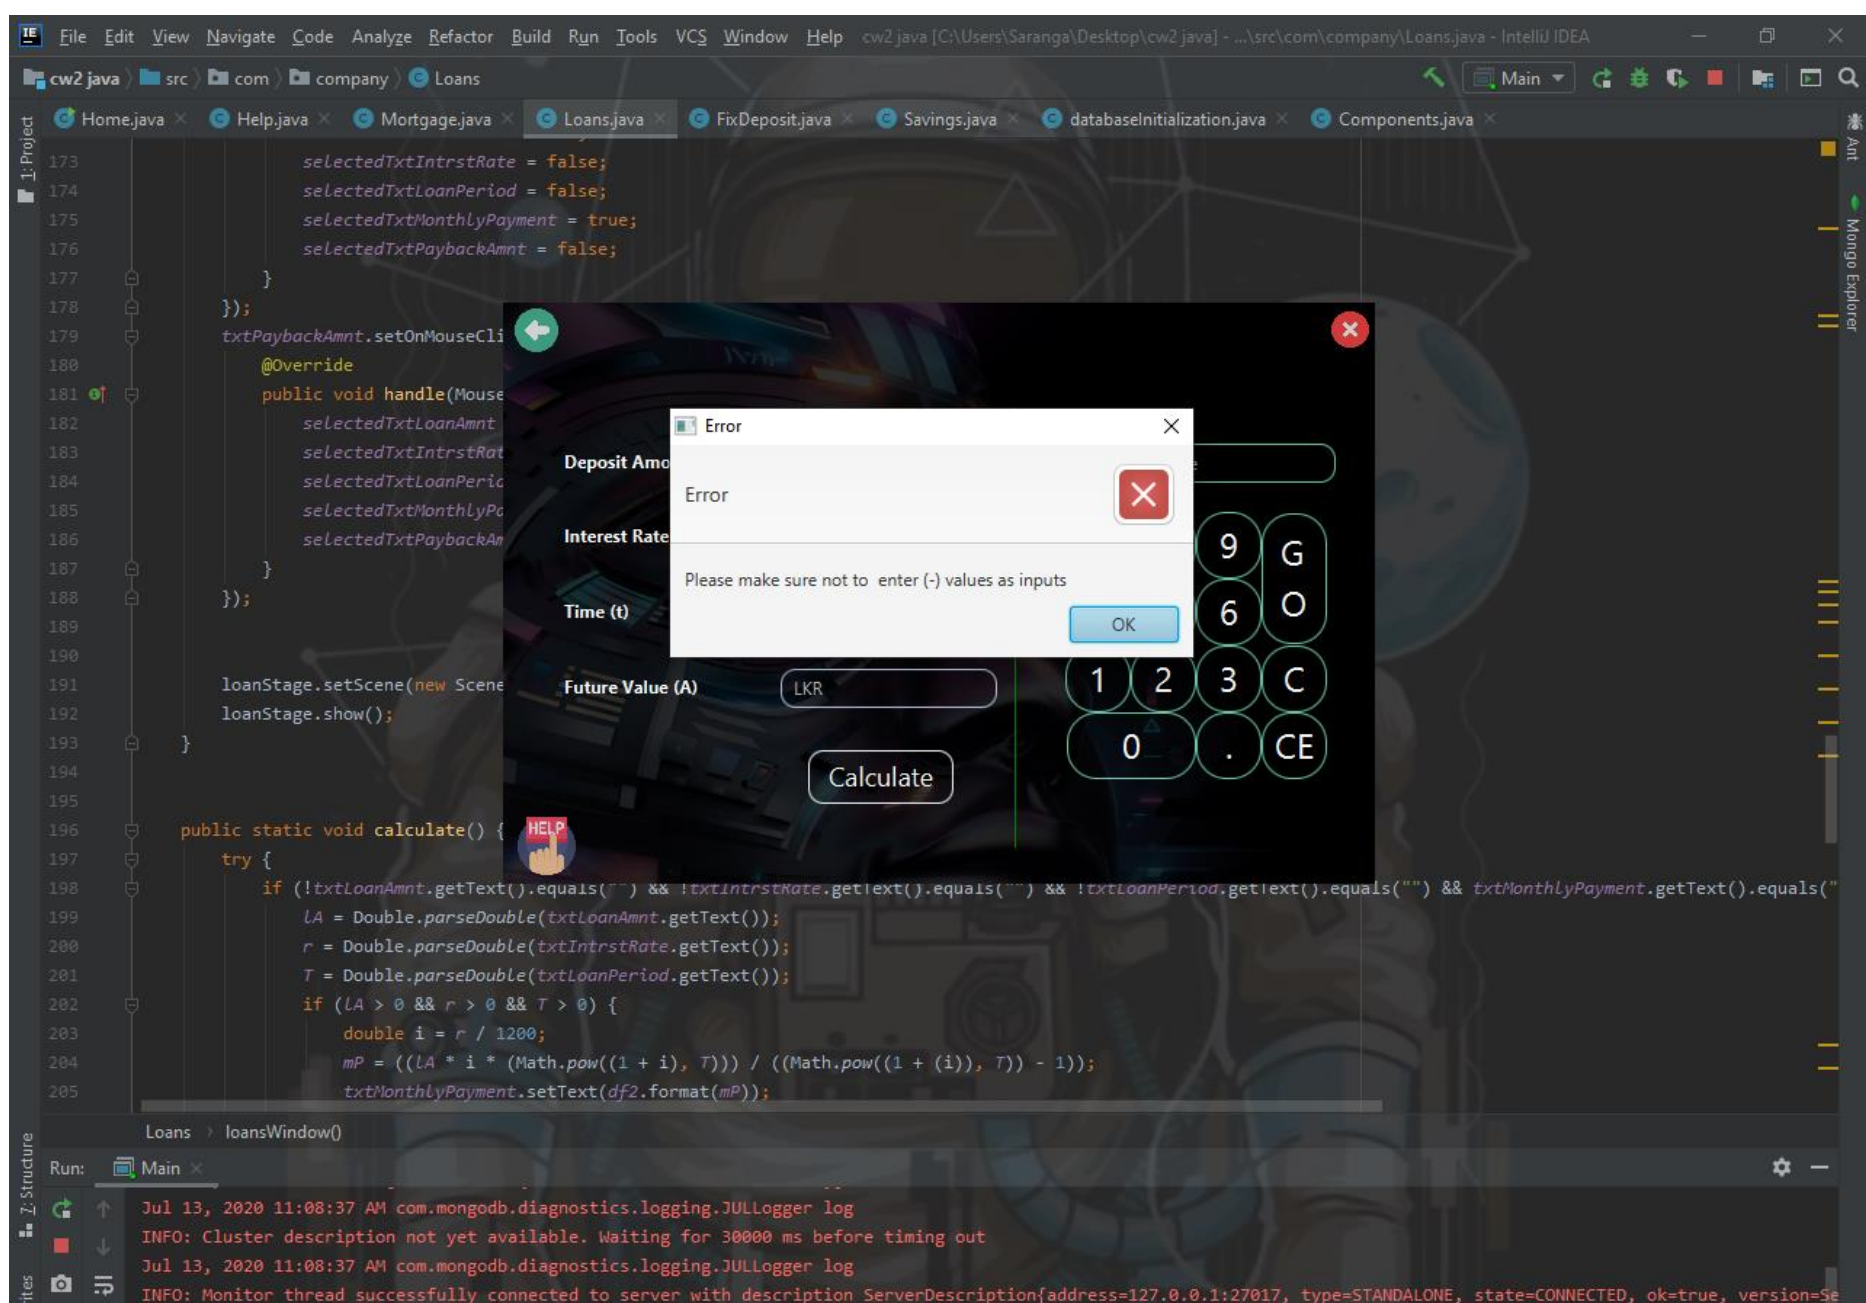 File Edit View Navigate Code Analyze Refactor Build Run Tools VCS Window Help cw2 java [C:\Users\Saranga\Desktop\cw2 java] - ...\src\com\company\Loans.java - IntelliJ IDEA
cw2 java src com company Loans Main
Home.java Help.java Mortgage.java Loans.java FixDeposit.java Savings.java databaseInitialization.java Components.java
1: Project
Ant
Mongo Explorer
173 selectedTxtIntrstRate = false;
174 selectedTxtLoanPeriod = false;
175 selectedTxtMonthlyPayment = true;
176 selectedTxtPaybackAmnt = false;
177 }
178 });
179 txtPaybackAmnt.setOnMouseCli
180 @Override
181 public void handle(Mouse
182 selectedTxtLoanAmnt
183 selectedTxtIntrstRat
184 selectedTxtLoanPerio
185 selectedTxtMonthlyPa
186 selectedTxtPaybackAm
187 }
188 });
189
190
191 loanStage.setScene(new Scene
192 loanStage.show();
193 }
194
195
196 public static void calculate() {
197 try {
198 if (!txtLoanAmnt.getText().equals("") && !txtIntrstRate.getText().equals("") && !txtLoanPeriod.getText().equals("") && txtMonthlyPayment.getText().equals("
199 lA = Double.parseDouble(txtLoanAmnt.getText());
200 r = Double.parseDouble(txtIntrstRate.getText());
201 T = Double.parseDouble(txtLoanPeriod.getText());
202 if (lA > 0 && r > 0 && T > 0) {
203 double i = r / 1200;
204 mP = ((lA * i * (Math.pow((1 + i), T))) / ((Math.pow((1 + (i)), T)) - 1));
205 txtMonthlyPayment.setText(df2.format(mP));
Deposit Amo
Interest Rate
Time (t)
Future Value (A) LKR
Calculate
HELP
9 G
6 O
1 2 3 C
0 . CE
Error
Error
Please make sure not to enter (-) values as inputs
OK
Loans loansWindow()
Z: Structure
Run: Main
Jul 13, 2020 11:08:37 AM com.mongodb.diagnostics.logging.JULLogger log
INFO: Cluster description not yet available. Waiting for 30000 ms before timing out
Jul 13, 2020 11:08:37 AM com.mongodb.diagnostics.logging.JULLogger log
INFO: Monitor thread successfully connected to server with description ServerDescription{address=127.0.0.1:27017, type=STANDALONE, state=CONNECTED, ok=true, version=Se